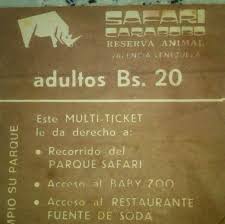 SAFARI
CARABOBO
RESERVA ANIMAL
VALENCIA VENEZUELA
adultos Bs. 20
Este MULTI-TICKET
le da derecho a:
• Recorrido del
PARQUE SAFARI
• Acceso al BABY ZOO
• Acceso al RESTAURANTE
FUENTE DE SODA
MPIO SU PARQUE